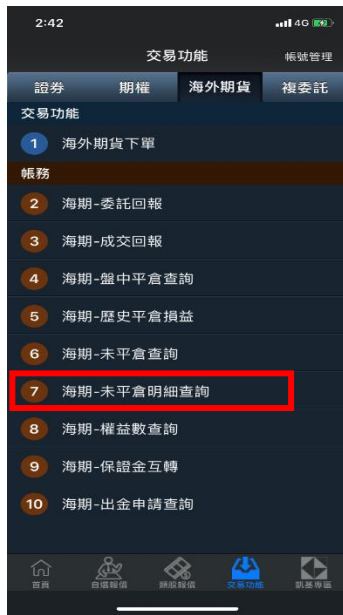 2:42
4G
交易功能
帳號管理
證券 期權 海外期貨 複委託
交易功能
1 海外期貨下單
帳務
2 海期-委託回報
3 海期-成交回報
4 海期-盤中平倉查詢
5 海期-歷史平倉損益
6 海期-未平倉查詢
7 海期-未平倉明細查詢
8 海期-權益數查詢
9 海期-保證金互轉
10 海期-出金申請查詢
首頁 自選報價 類股報價 交易功能 凱基專區